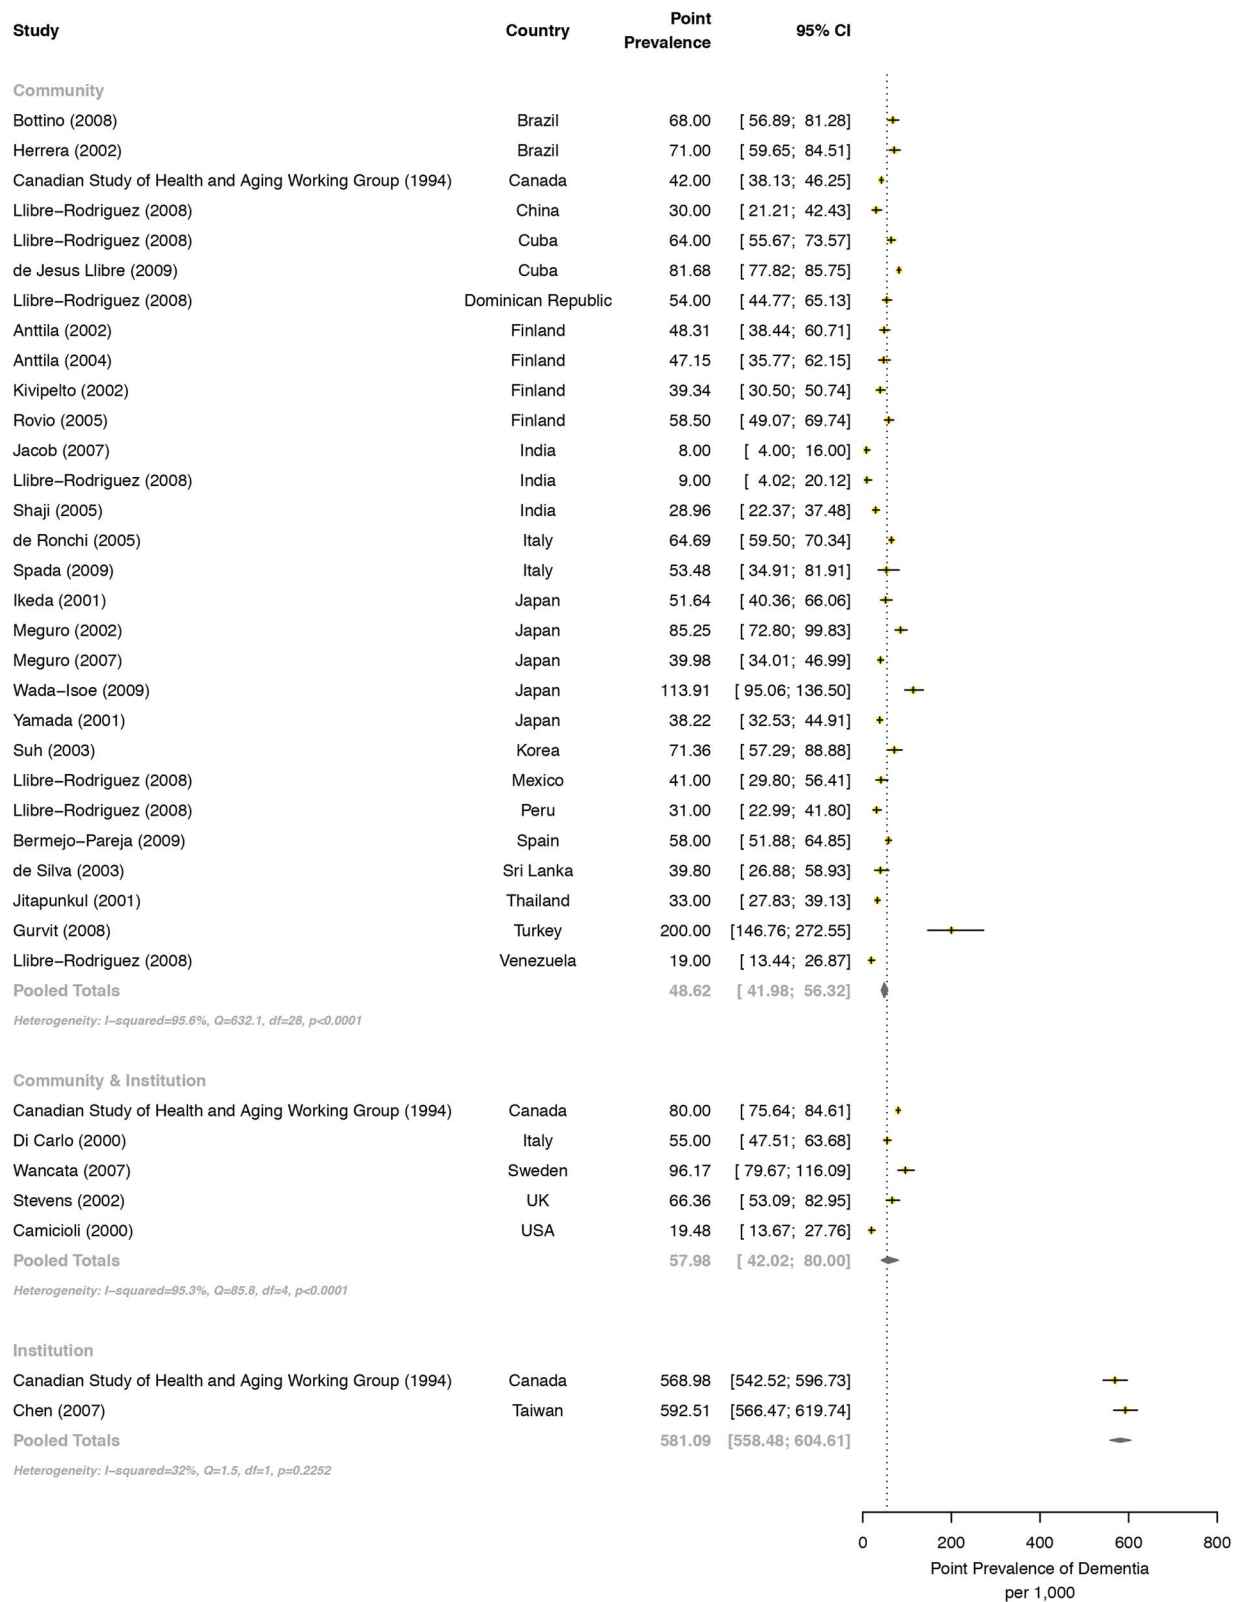 Study Country Point Prevalence 95% CI
Community
Bottino (2008) Brazil 68.00 [ 56.89; 81.28]
Herrera (2002) Brazil 71.00 [ 59.65; 84.51]
Canadian Study of Health and Aging Working Group (1994) Canada 42.00 [ 38.13; 46.25]
Llibre−Rodriguez (2008) China 30.00 [ 21.21; 42.43]
Llibre−Rodriguez (2008) Cuba 64.00 [ 55.67; 73.57]
de Jesus Llibre (2009) Cuba 81.68 [ 77.82; 85.75]
Llibre−Rodriguez (2008) Dominican Republic 54.00 [ 44.77; 65.13]
Anttila (2002) Finland 48.31 [ 38.44; 60.71]
Anttila (2004) Finland 47.15 [ 35.77; 62.15]
Kivipelto (2002) Finland 39.34 [ 30.50; 50.74]
Rovio (2005) Finland 58.50 [ 49.07; 69.74]
Jacob (2007) India 8.00 [ 4.00; 16.00]
Llibre−Rodriguez (2008) India 9.00 [ 4.02; 20.12]
Shaji (2005) India 28.96 [ 22.37; 37.48]
de Ronchi (2005) Italy 64.69 [ 59.50; 70.34]
Spada (2009) Italy 53.48 [ 34.91; 81.91]
Ikeda (2001) Japan 51.64 [ 40.36; 66.06]
Meguro (2002) Japan 85.25 [ 72.80; 99.83]
Meguro (2007) Japan 39.98 [ 34.01; 46.99]
Wada−Isoe (2009) Japan 113.91 [ 95.06; 136.50]
Yamada (2001) Japan 38.22 [ 32.53; 44.91]
Suh (2003) Korea 71.36 [ 57.29; 88.88]
Llibre−Rodriguez (2008) Mexico 41.00 [ 29.80; 56.41]
Llibre−Rodriguez (2008) Peru 31.00 [ 22.99; 41.80]
Bermejo−Pareja (2009) Spain 58.00 [ 51.88; 64.85]
de Silva (2003) Sri Lanka 39.80 [ 26.88; 58.93]
Jitapunkul (2001) Thailand 33.00 [ 27.83; 39.13]
Gurvit (2008) Turkey 200.00 [146.76; 272.55]
Llibre−Rodriguez (2008) Venezuela 19.00 [ 13.44; 26.87]
Pooled Totals 48.62 [ 41.98; 56.32]
Heterogeneity: I−squared=95.6%, Q=632.1, df=28, p<0.0001
Community & Institution
Canadian Study of Health and Aging Working Group (1994) Canada 80.00 [ 75.64; 84.61]
Di Carlo (2000) Italy 55.00 [ 47.51; 63.68]
Wancata (2007) Sweden 96.17 [ 79.67; 116.09]
Stevens (2002) UK 66.36 [ 53.09; 82.95]
Camicioli (2000) USA 19.48 [ 13.67; 27.76]
Pooled Totals 57.98 [ 42.02; 80.00]
Heterogeneity: I−squared=95.3%, Q=85.8, df=4, p<0.0001
Institution
Canadian Study of Health and Aging Working Group (1994) Canada 568.98 [542.52; 596.73]
Chen (2007) Taiwan 592.51 [566.47; 619.74]
Pooled Totals 581.09 [558.48; 604.61]
Heterogeneity: I−squared=32%, Q=1.5, df=1, p=0.2252
0 200 400 600 800
Point Prevalence of Dementia
per 1,000